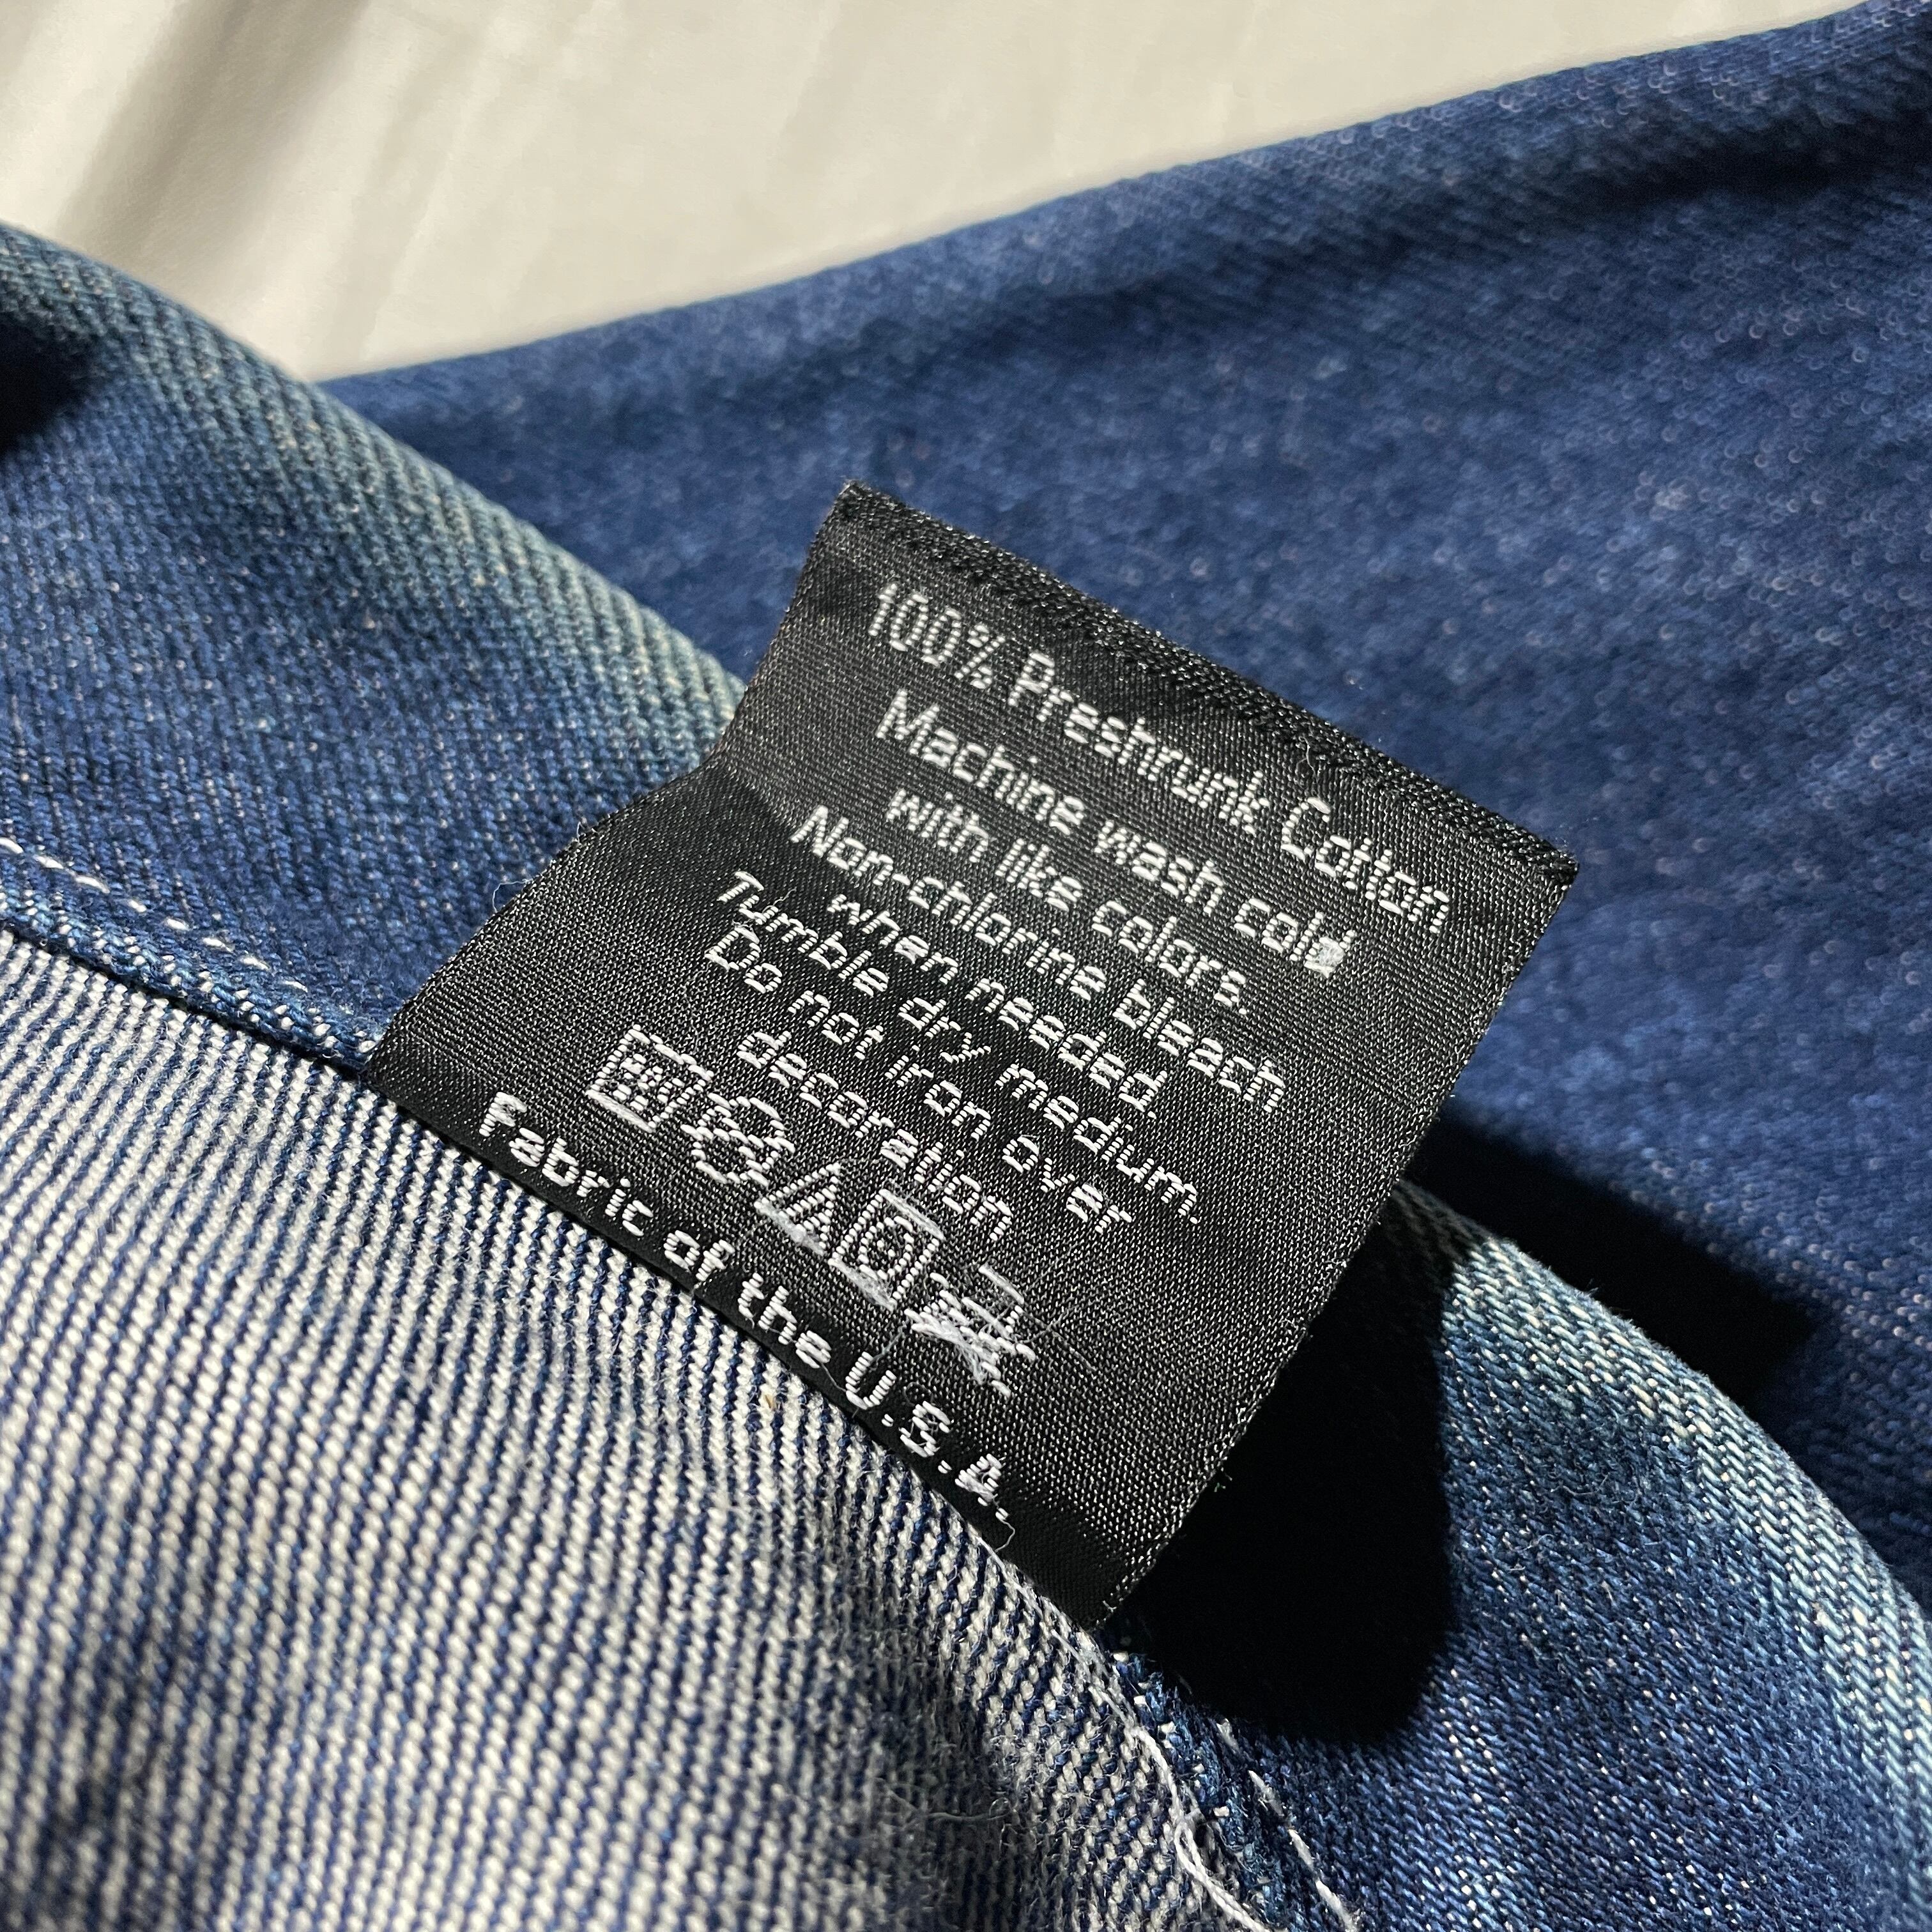 100% Preshrunk Cotton
Machine wash cold
with like colors.
Non-chlorine bleach
when needed.
Tumble dry medium.
Do not iron over
decoration
Fabric of the U.S.A.